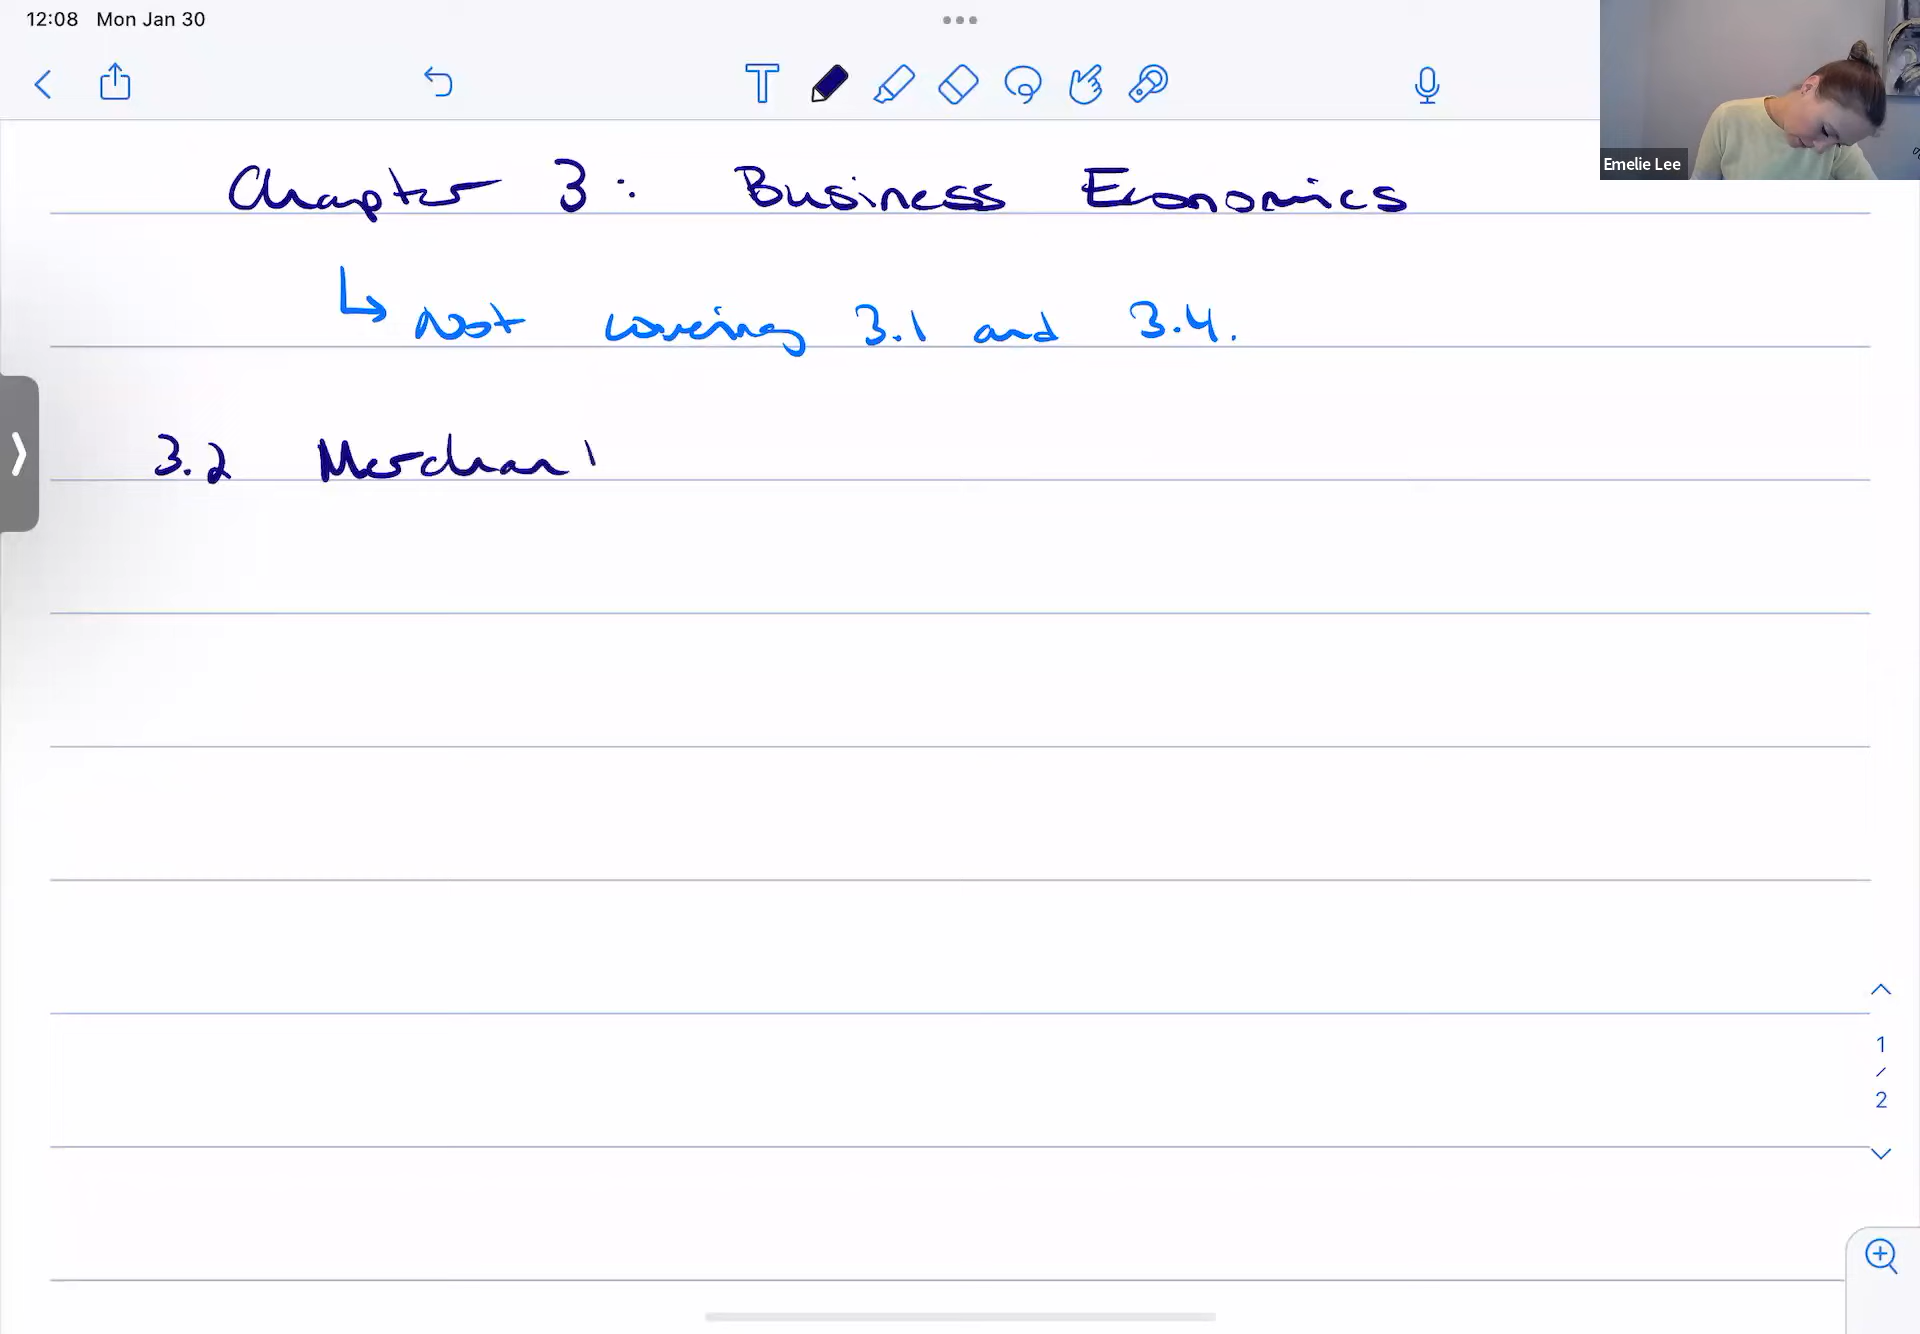 12:08 Mon Jan 30
Emelie Lee
Chapter 3: Business Economics
↳ Not covering 3.1 and 3.4.
3.2 Merchan
1
/
2